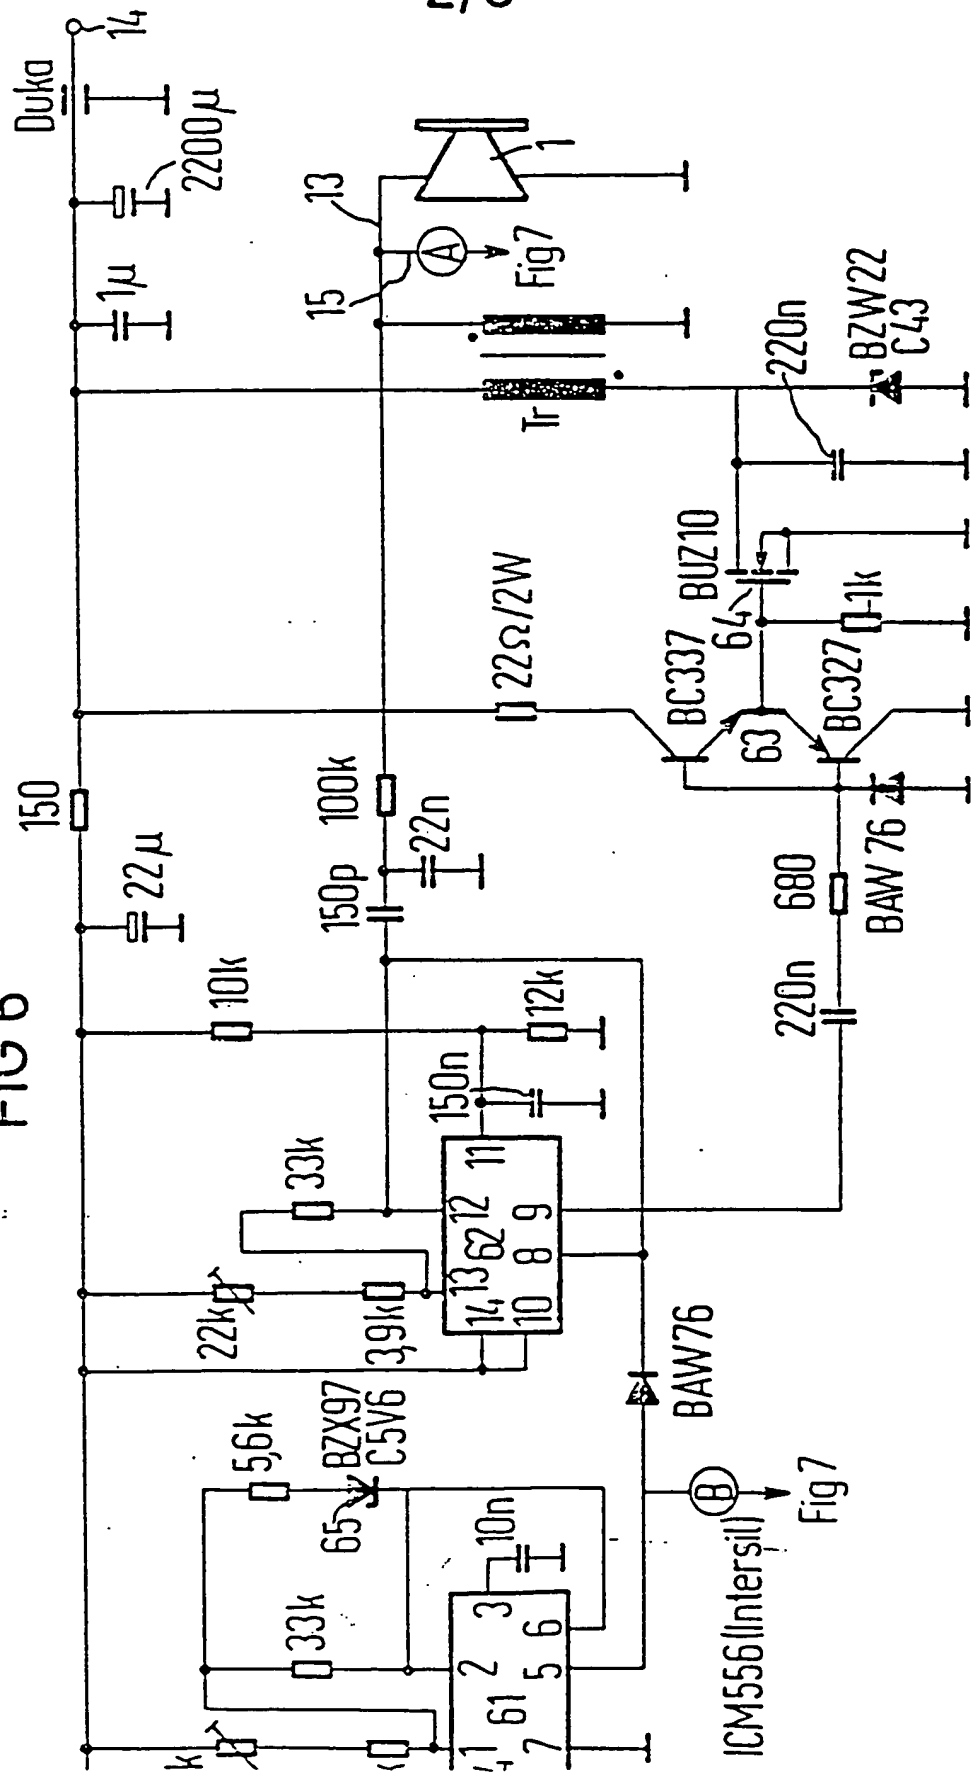 FIG 6
14
Duka
2200µ
1µ
13
1
A
15
Fig 7
Tr
220n
BZW22
C43
BUZ10
64
1k
22Ω/2W
BC337
63
BC327
150
22µ
100k
22n
150p
680
BAW 76
220n
10k
12k
150n
33k
11
12
62
9
13
8
14
10
22k
3,9k
BAW76
5,6k
BZX97
C5V6
65
10n
B
Fig 7
33k
3
2
6
61
5
1
7
k
ICM556(Intersil)